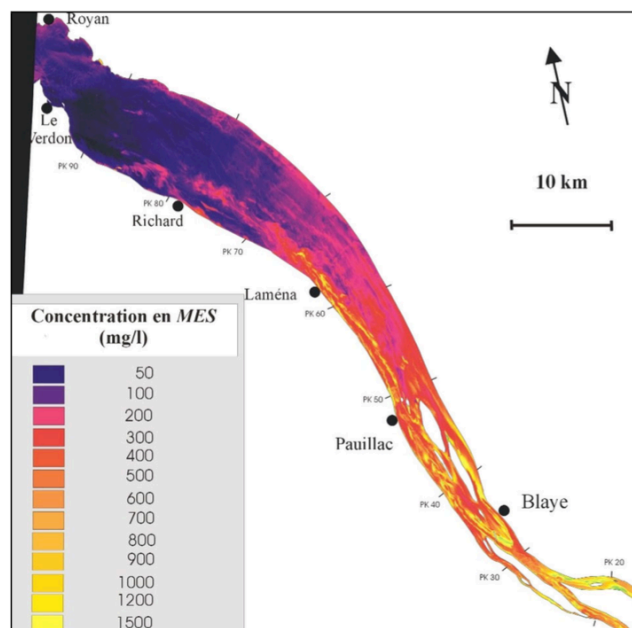 Royan
Le
Verdon
PK 90
PK 80
Richard
PK 70
Laména
PK 60
PK 50
Pauillac
PK 40
Blaye
PK 30
PK 20
N
10 km
Concentration en MES
(mg/l)
50
100
200
300
400
500
600
700
800
900
1000
1200
1500